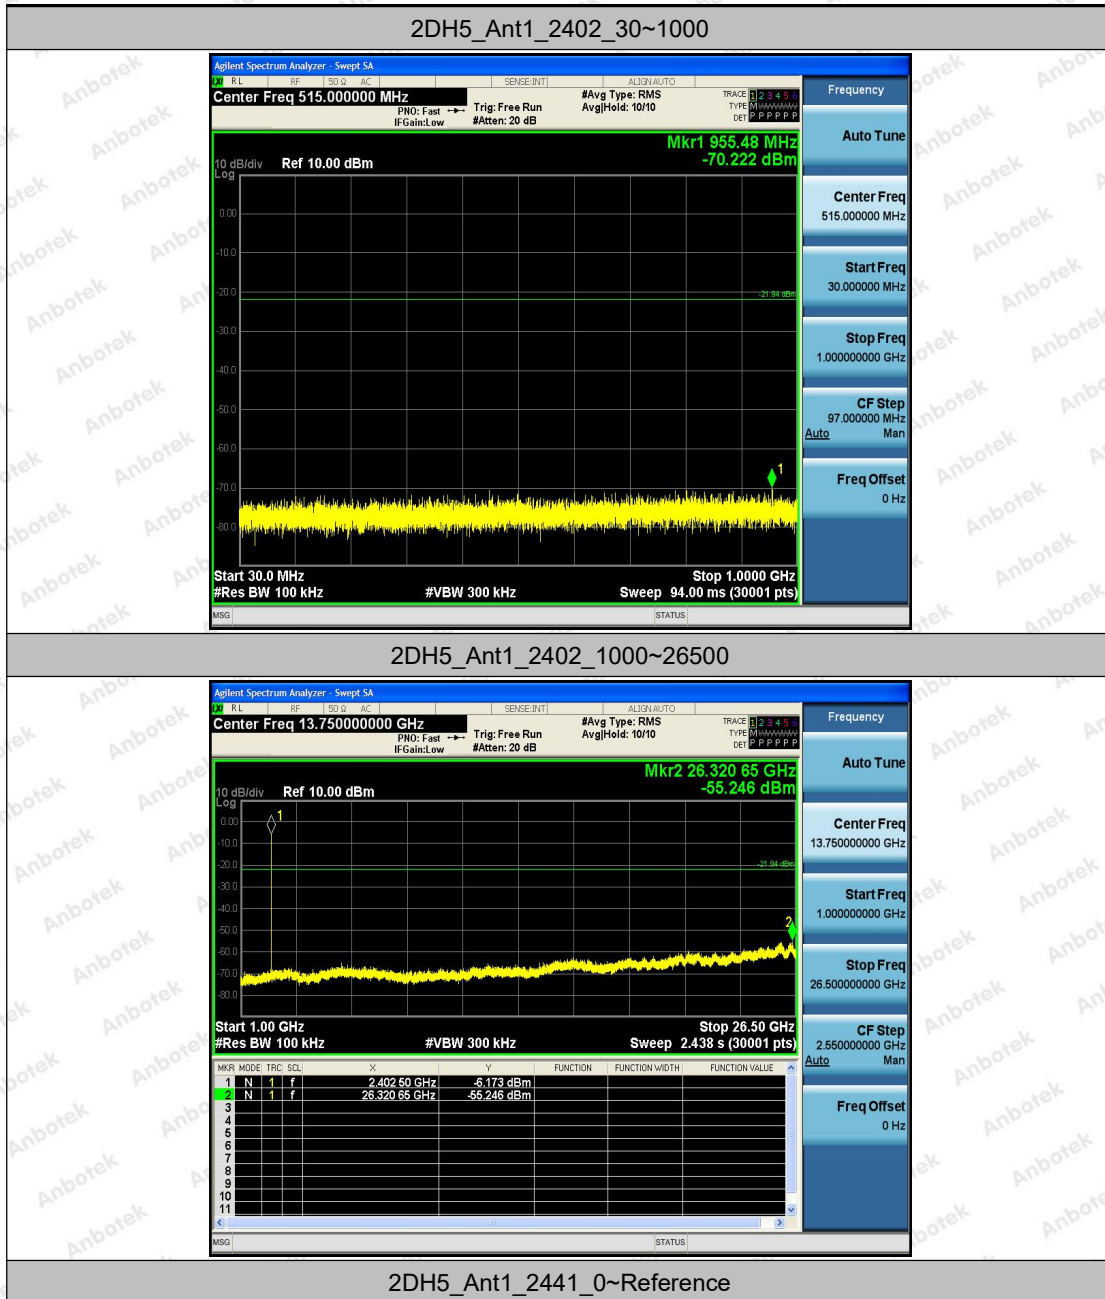 2DH5_Ant1_2402_30~1000
Agilent Spectrum Analyzer - Swept SA
RL RF 50 Ω AC SENSE:INT ALIGN AUTO
Center Freq 515.000000 MHz
PNO: Fast
IFGain:Low
Trig: Free Run
#Atten: 20 dB
#Avg Type: RMS
Avg|Hold: 10/10
TRACE 1 2 3 4 5 6
TYPE M
DET P P P P P P
Mkr1 955.48 MHz
-70.222 dBm
10 dB/div Ref 10.00 dBm
Log
0.00
-10.0
-20.0
-21.94 dBm
-30.0
-40.0
-50.0
-60.0
1
-70.0
-80.0
Start 30.0 MHz Stop 1.0000 GHz
#Res BW 100 kHz #VBW 300 kHz Sweep 94.00 ms (30001 pts)
MSG STATUS
Frequency
Auto Tune
Center Freq
515.000000 MHz
Start Freq
30.000000 MHz
Stop Freq
1.000000000 GHz
CF Step
97.000000 MHz
Auto Man
Freq Offset
0 Hz
2DH5_Ant1_2402_1000~26500
Agilent Spectrum Analyzer - Swept SA
RL RF 50 Ω AC SENSE:INT ALIGN AUTO
Center Freq 13.750000000 GHz
PNO: Fast
IFGain:Low
Trig: Free Run
#Atten: 20 dB
#Avg Type: RMS
Avg|Hold: 10/10
TRACE 1 2 3 4 5 6
TYPE M
DET P P P P P P
Mkr2 26.320 65 GHz
-55.246 dBm
10 dB/div Ref 10.00 dBm
Log
0.00
1
-10.0
-20.0
-21.94 dBm
-30.0
-40.0
-50.0
2
-60.0
-70.0
-80.0
Start 1.00 GHz Stop 26.50 GHz
#Res BW 100 kHz #VBW 300 kHz Sweep 2.438 s (30001 pts)
MKR MODE TRC SCL X Y FUNCTION FUNCTION WIDTH FUNCTION VALUE
1 N 1 f 2.402 50 GHz -6.173 dBm
2 N 1 f 26.320 65 GHz -55.246 dBm
3
4
5
6
7
8
9
10
11
MSG STATUS
Frequency
Auto Tune
Center Freq
13.750000000 GHz
Start Freq
1.000000000 GHz
Stop Freq
26.500000000 GHz
CF Step
2.550000000 GHz
Auto Man
Freq Offset
0 Hz
2DH5_Ant1_2441_0~Reference